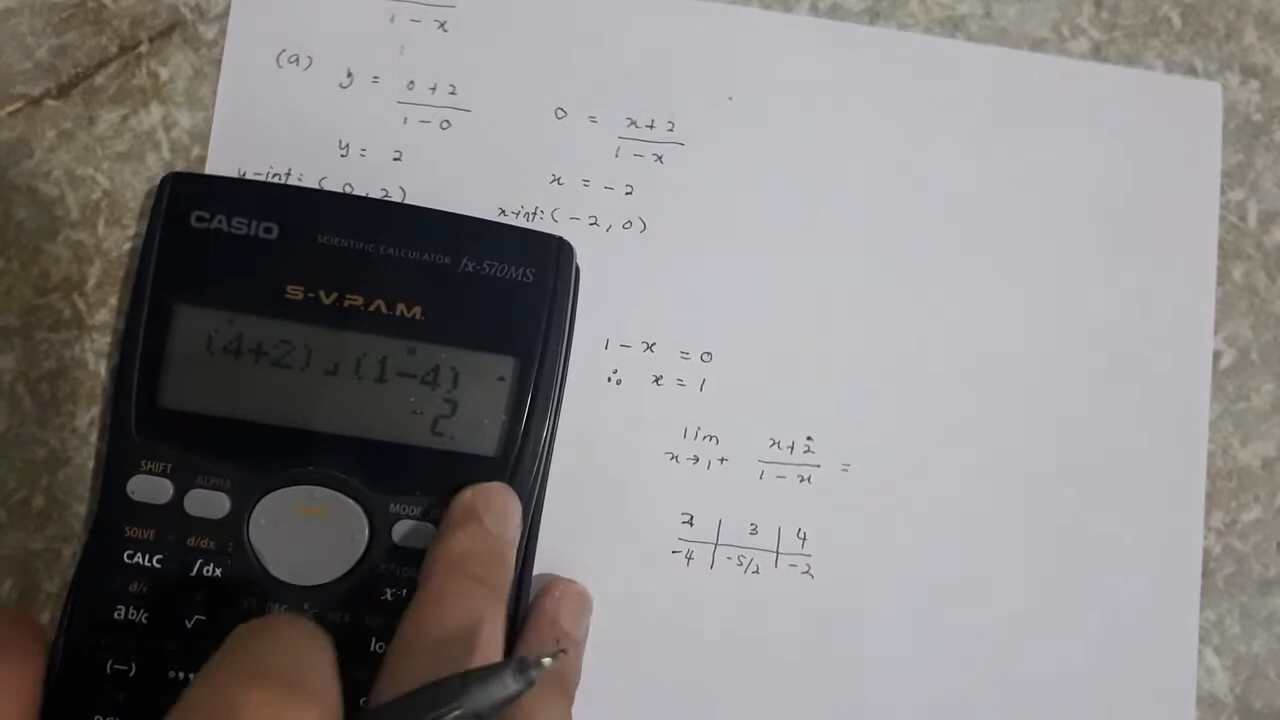 1 - x
(a) y = 0 + 2 / 1 - 0
y = 2
y-int: (0, 2)
0 = x + 2 / 1 - x
x = -2
x-int: (-2, 0)
1 - x = 0
∴ x = 1
lim x→1⁺ x+2 / 1 - x =
2 | 3 | 4
-4 | -5/2 | -2
CASIO
SCIENTIFIC CALCULATOR fx-570MS
S-V.P.A.M.
(4+2)⌟(1-4)
-2.
SHIFT ALPHA MODE
SOLVE d/dx :
CALC ∫dx x⁻¹
d/c
ab/c √
(-)